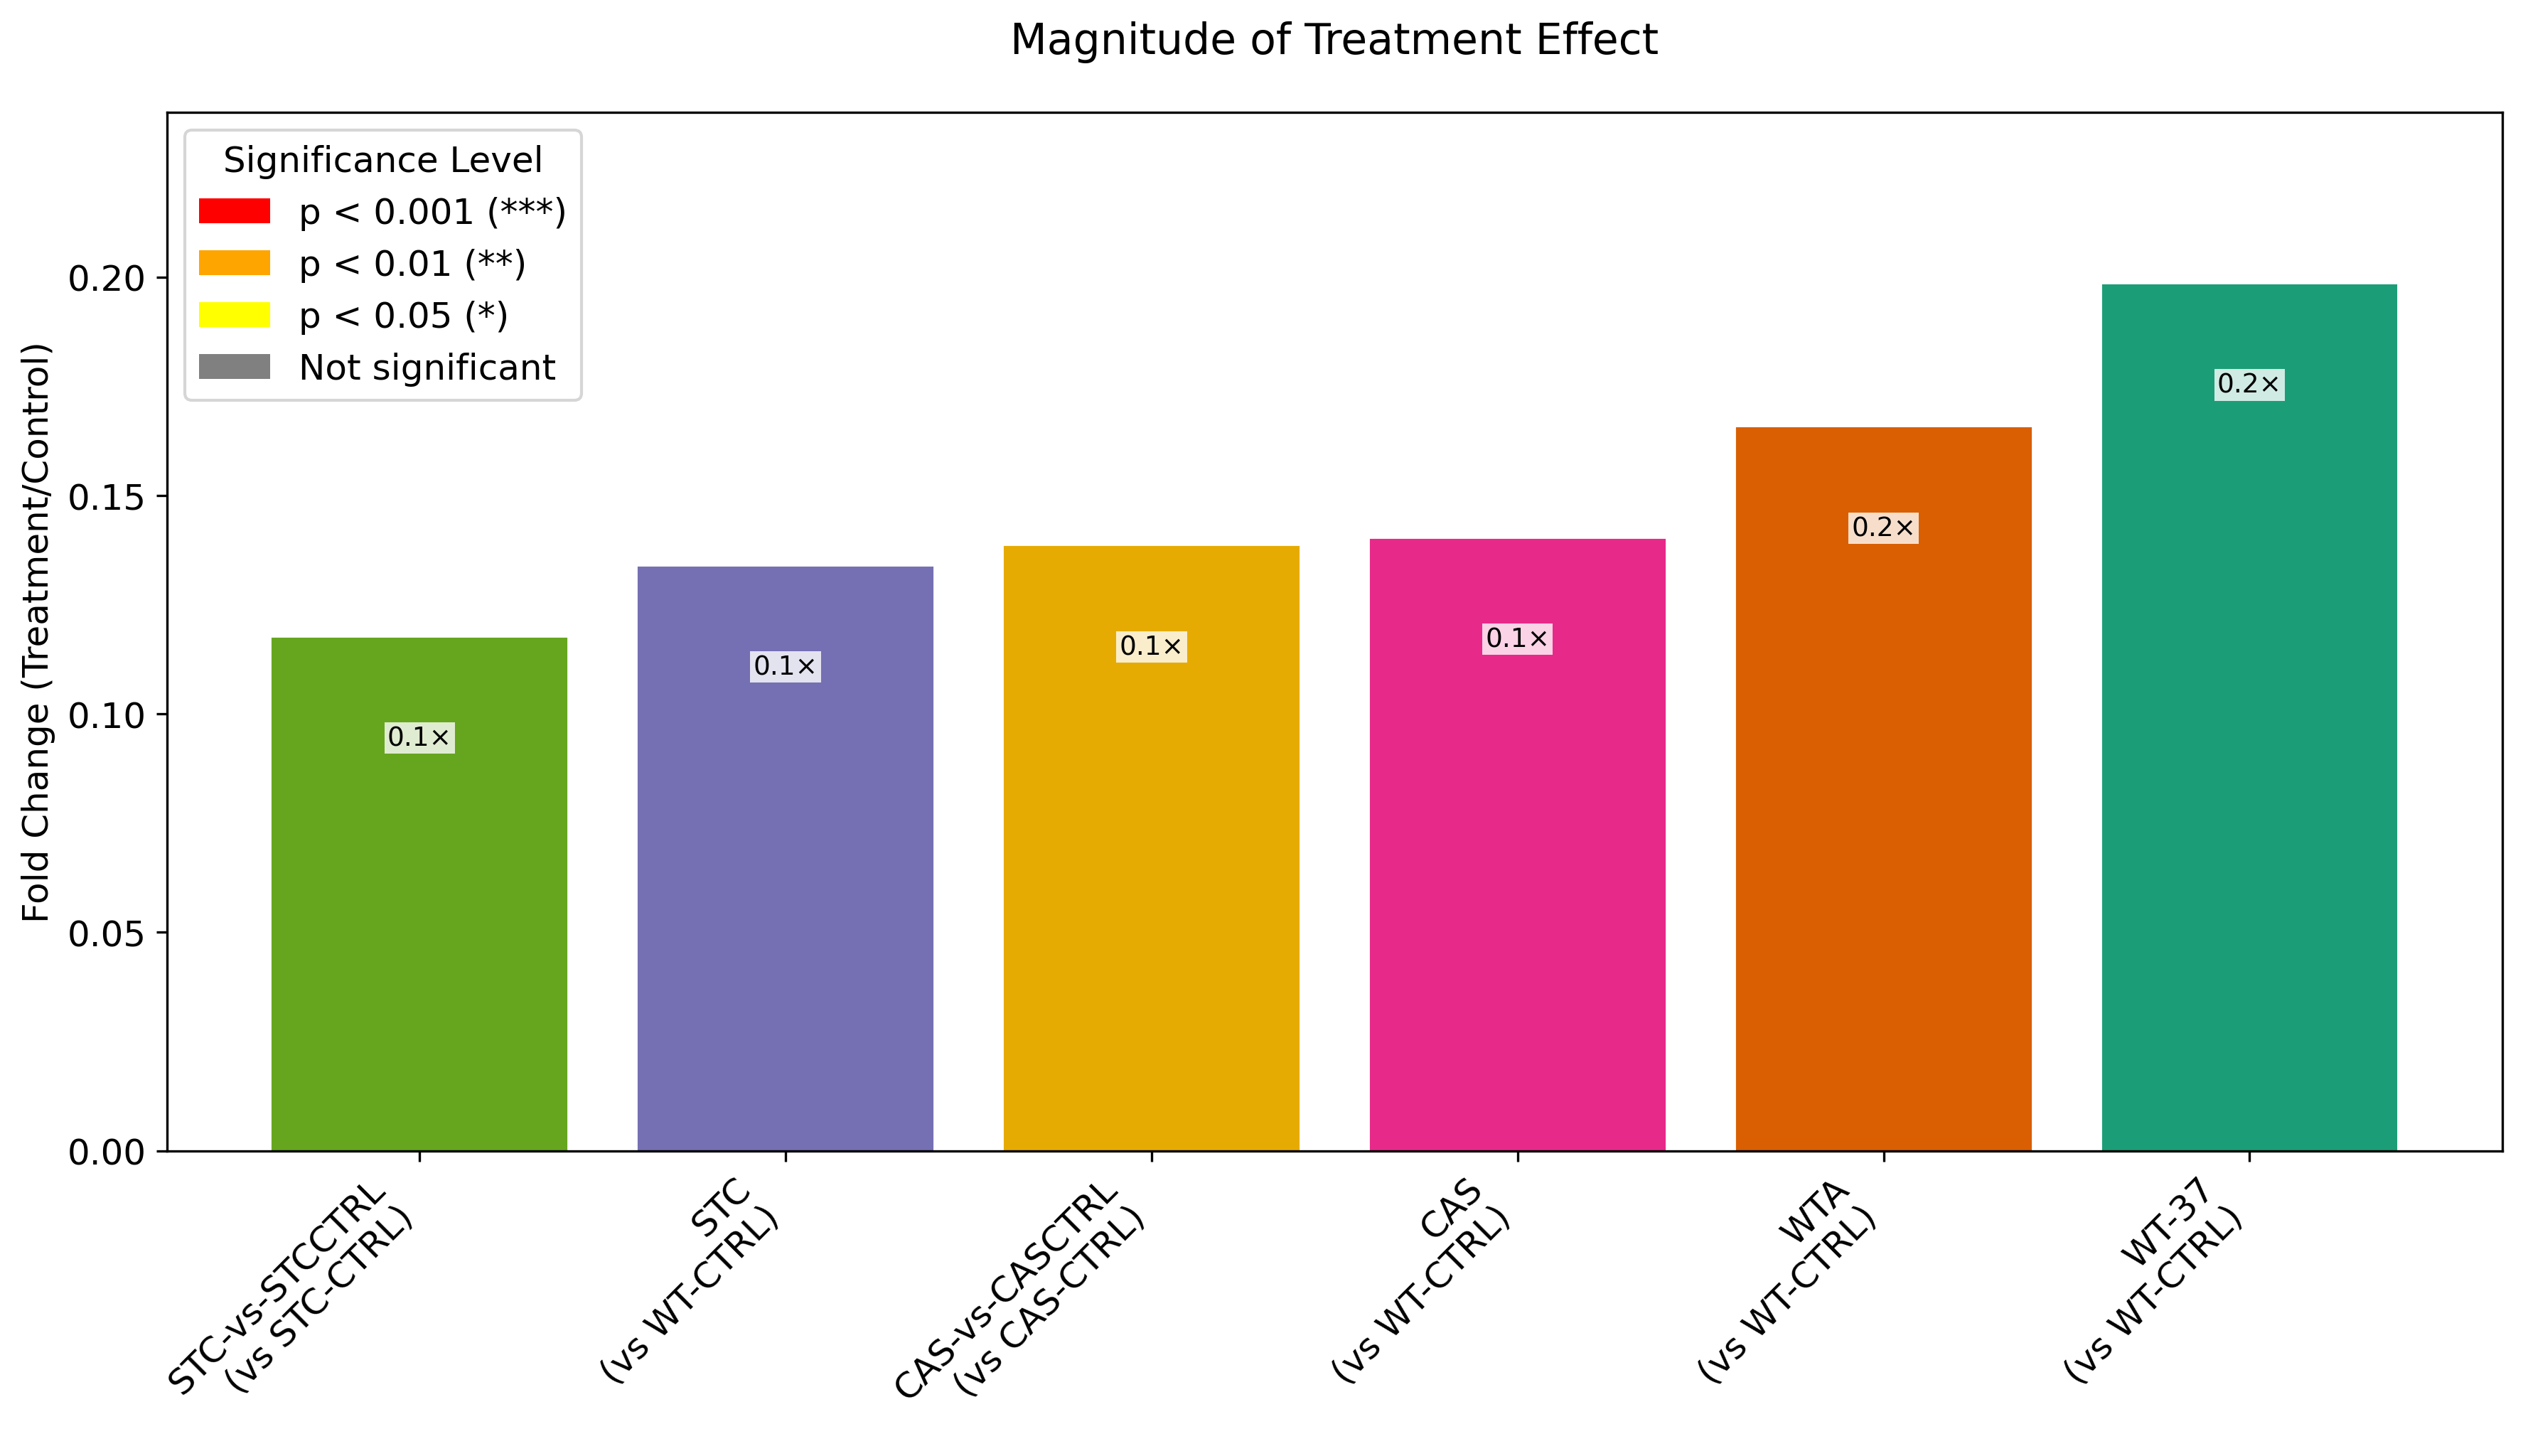 Magnitude of Treatment Effect
Significance Level
p < 0.001 (***)
p < 0.01 (**)
p < 0.05 (*)
Not significant
Fold Change (Treatment/Control)
0.20
0.15
0.10
0.05
0.00
0.1×
0.1×
0.1×
0.1×
0.2×
0.2×
STC-vs-STCCTRL
(vs STC-CTRL)
STC
(vs WT-CTRL)
CAS-vs-CASCTRL
(vs CAS-CTRL)
CAS
(vs WT-CTRL)
WTA
(vs WT-CTRL)
WT-37
(vs WT-CTRL)